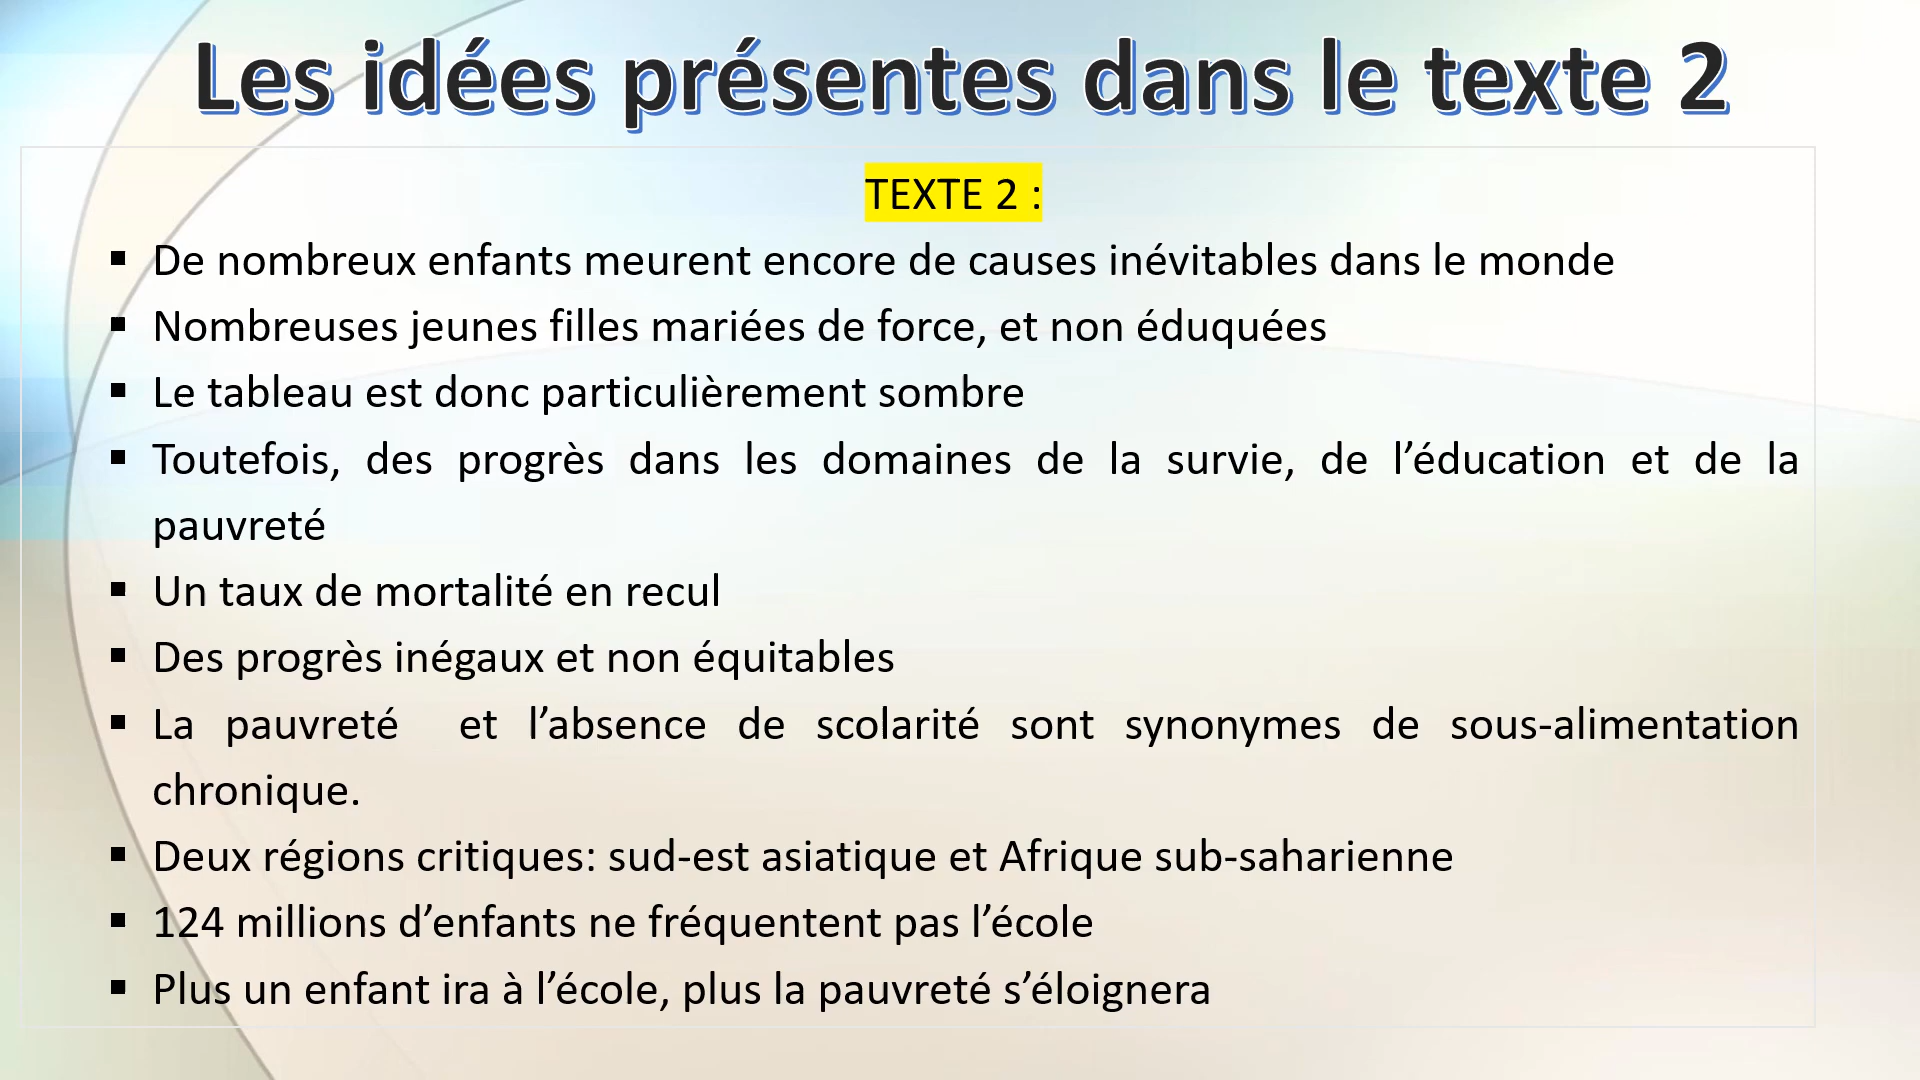 Les idées présentes dans le texte 2
TEXTE 2 :
▪ De nombreux enfants meurent encore de causes inévitables dans le monde
▪ Nombreuses jeunes filles mariées de force, et non éduquées
▪ Le tableau est donc particulièrement sombre
▪ Toutefois, des progrès dans les domaines de la survie, de l’éducation et de la
pauvreté
▪ Un taux de mortalité en recul
▪ Des progrès inégaux et non équitables
▪ La pauvreté et l’absence de scolarité sont synonymes de sous-alimentation
chronique.
▪ Deux régions critiques: sud-est asiatique et Afrique sub-saharienne
▪ 124 millions d’enfants ne fréquentent pas l’école
▪ Plus un enfant ira à l’école, plus la pauvreté s’éloignera